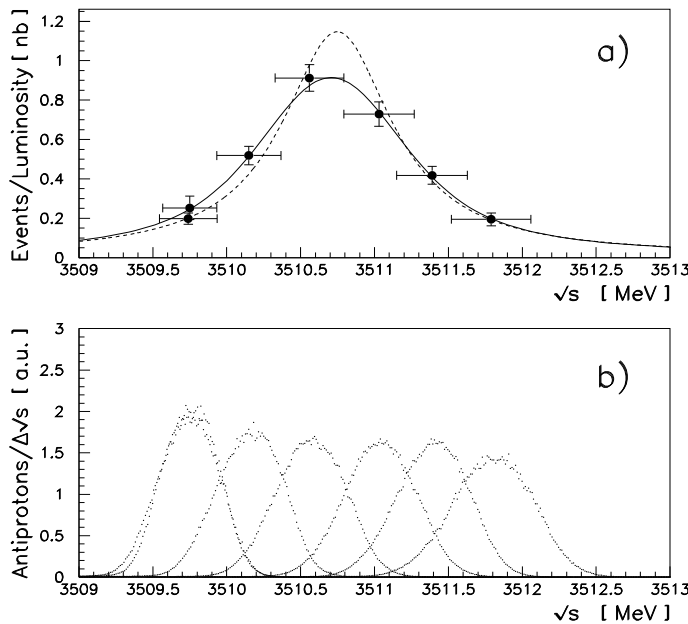 Events/Luminosity [ nb ]
a)
1.2
1
0.8
0.6
0.4
0.2
0
3509 3509.5 3510 3510.5 3511 3511.5 3512 3512.5 3513
√s [ MeV ]
Antiprotons/Δ√s [ a.u. ]
b)
3
2.5
2
1.5
1
0.5
0
3509 3509.5 3510 3510.5 3511 3511.5 3512 3512.5 3513
√s [ MeV ]